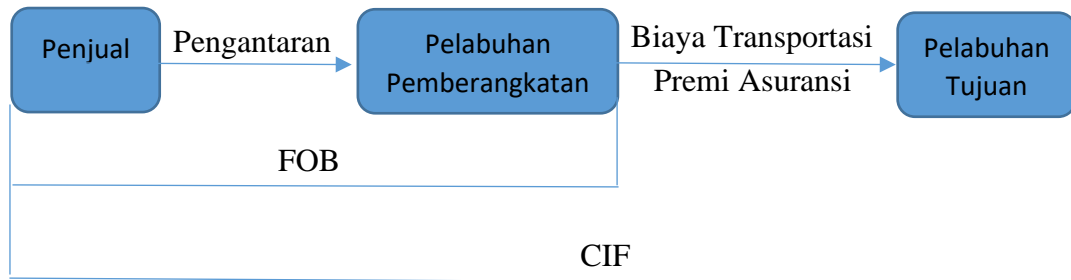 Penjual
Pengantaran
Pelabuhan
Pemberangkatan
Biaya Transportasi
Premi Asuransi
Pelabuhan
Tujuan
FOB
CIF